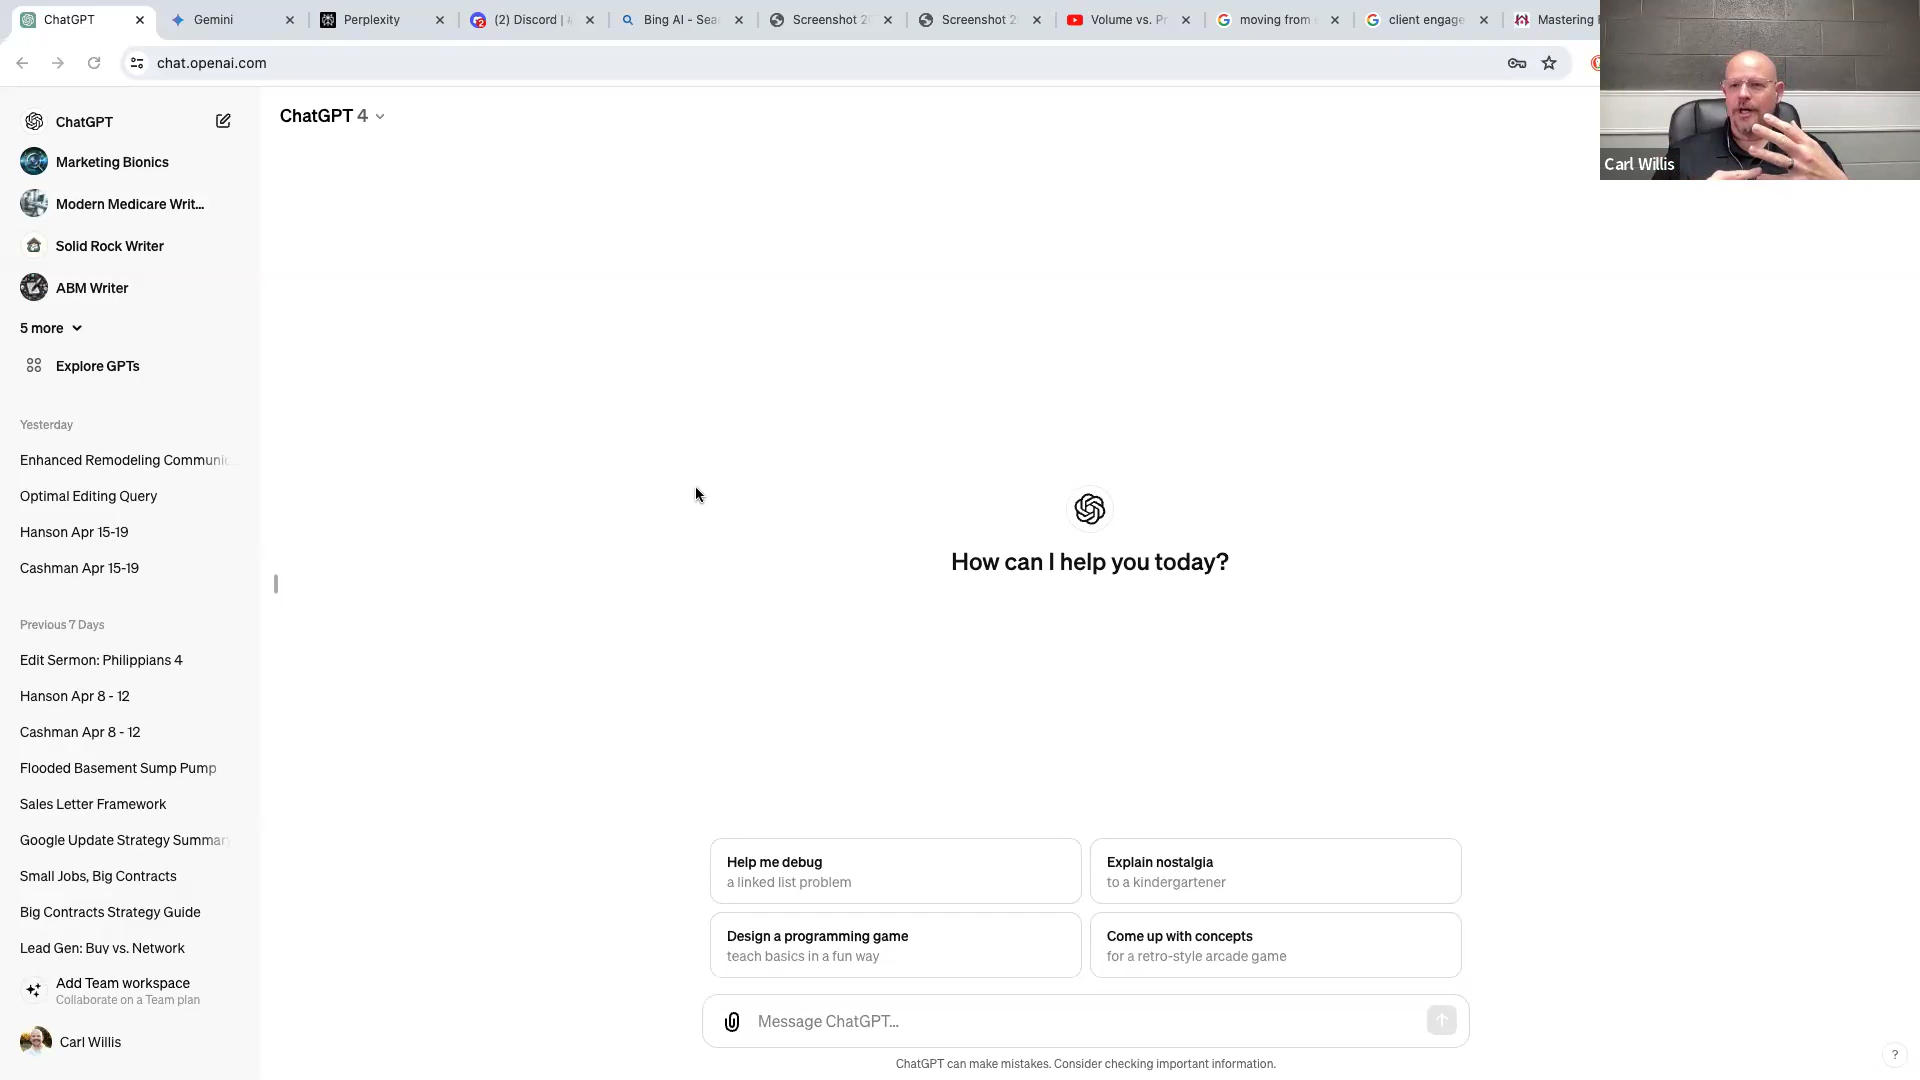 ChatGPT
Gemini
Perplexity
(2) Discord |
Bing AI - Sea
Screenshot 20
Screenshot 2
Volume vs. Pr
moving from
client engage
Mastering
chat.openai.com
Carl Willis
ChatGPT
Marketing Bionics
Modern Medicare Writ...
Solid Rock Writer
ABM Writer
5 more
Explore GPTs
Yesterday
Enhanced Remodeling Communic
Optimal Editing Query
Hanson Apr 15-19
Cashman Apr 15-19
Previous 7 Days
Edit Sermon: Philippians 4
Hanson Apr 8 - 12
Cashman Apr 8 - 12
Flooded Basement Sump Pump
Sales Letter Framework
Google Update Strategy Summary
Small Jobs, Big Contracts
Big Contracts Strategy Guide
Lead Gen: Buy vs. Network
Add Team workspace
Collaborate on a Team plan
Carl Willis
ChatGPT 4
How can I help you today?
Help me debug
a linked list problem
Explain nostalgia
to a kindergartener
Design a programming game
teach basics in a fun way
Come up with concepts
for a retro-style arcade game
Message ChatGPT...
ChatGPT can make mistakes. Consider checking important information.
?